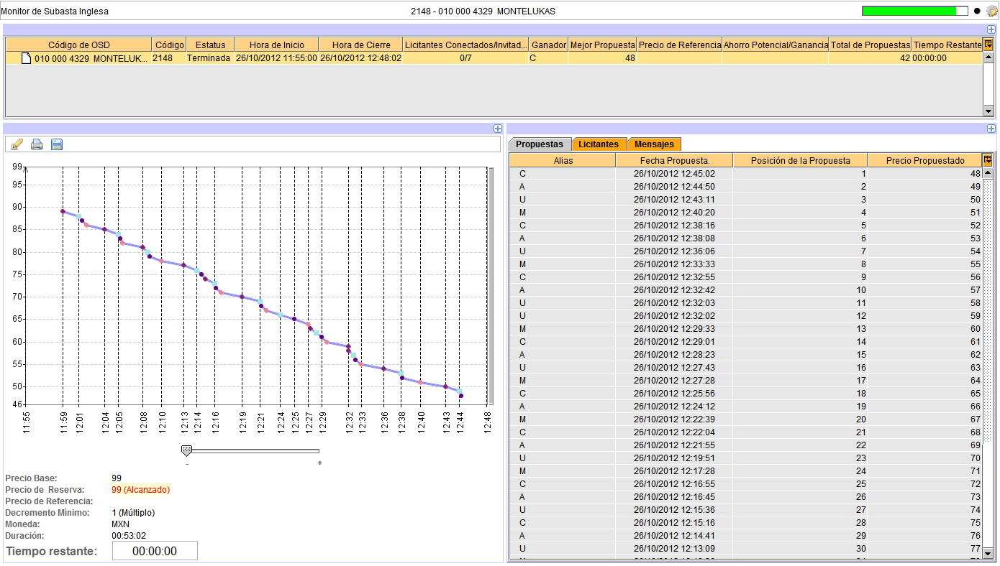 Monitor de Subasta Inglesa
2148 - 010 000 4329 MONTELUKAS
Código de OSD Código Estatus Hora de Inicio Hora de Cierre Licitantes Conectados/Invitad... Ganador Mejor Propuesta Precio de Referencia Ahorro Potencial/Ganancia Total de Propuestas Tiempo Restante
010 000 4329 MONTELUK... 2148 Terminada 26/10/2012 11:55:00 26/10/2012 12:48:02 0/7 C 48 42 00:00:00
99
95
90
85
80
75
70
65
60
55
50
46
11:55 11:59 12:01 12:04 12:05 12:08 12:10 12:13 12:14 12:16 12:19 12:21 12:24 12:25 12:27 12:29 12:32 12:33 12:36 12:38 12:40 12:43 12:44 12:48
- +
Precio Base: 99
Precio de Reserva: 99 (Alcanzado)
Precio de Referencia:
Decremento Mínimo: 1 (Múltiplo)
Moneda: MXN
Duración: 00:53:02
Tiempo restante: 00:00:00
Propuestas Licitantes Mensajes
Alias Fecha Propuesta. Posición de la Propuesta Precio Propuestado
C 26/10/2012 12:45:02 1 48
A 26/10/2012 12:44:50 2 49
U 26/10/2012 12:43:11 3 50
M 26/10/2012 12:40:20 4 51
C 26/10/2012 12:38:16 5 52
A 26/10/2012 12:38:08 6 53
U 26/10/2012 12:36:06 7 54
M 26/10/2012 12:33:33 8 55
C 26/10/2012 12:32:55 9 56
A 26/10/2012 12:32:42 10 57
U 26/10/2012 12:32:03 11 58
U 26/10/2012 12:32:02 12 59
M 26/10/2012 12:29:33 13 60
C 26/10/2012 12:29:01 14 61
A 26/10/2012 12:28:23 15 62
U 26/10/2012 12:27:43 16 63
M 26/10/2012 12:27:28 17 64
C 26/10/2012 12:25:56 18 65
A 26/10/2012 12:24:12 19 66
M 26/10/2012 12:22:39 20 67
C 26/10/2012 12:22:04 21 68
A 26/10/2012 12:21:55 22 69
U 26/10/2012 12:19:51 23 70
M 26/10/2012 12:17:28 24 71
C 26/10/2012 12:16:55 25 72
A 26/10/2012 12:16:45 26 73
U 26/10/2012 12:15:36 27 74
C 26/10/2012 12:15:16 28 75
A 26/10/2012 12:14:41 29 76
U 26/10/2012 12:13:09 30 77